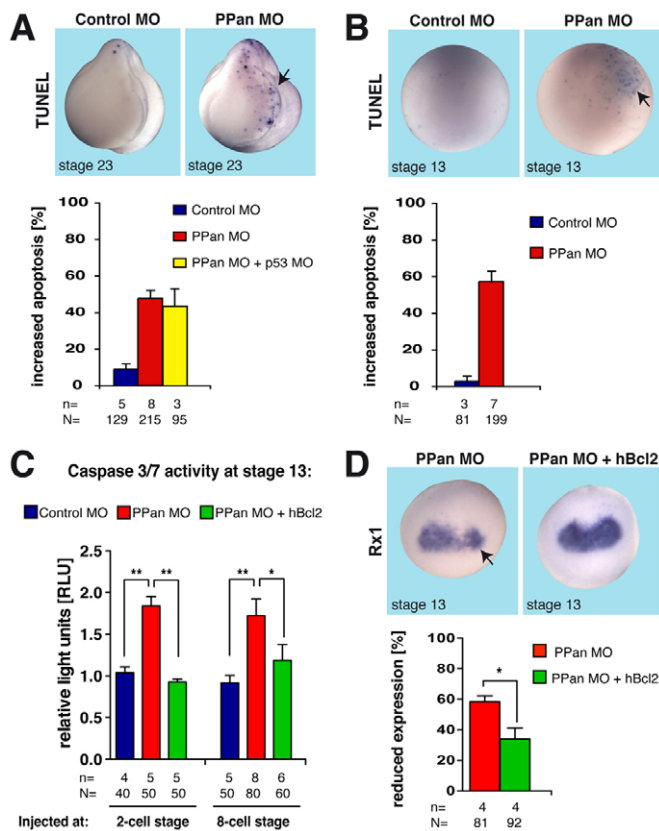 A
Control MO
PPan MO
TUNEL
stage 23
stage 23
increased apoptosis [%]
100
80
60
40
20
0
Control MO
PPan MO
PPan MO + p53 MO
n= 5 8 3
N= 129 215 95
B
Control MO
PPan MO
TUNEL
stage 13
stage 13
increased apoptosis [%]
100
80
60
40
20
0
Control MO
PPan MO
n= 3 7
N= 81 199
C
Caspase 3/7 activity at stage 13:
Control MO PPan MO PPan MO + hBcl2
relative light units [RLU]
2.5
2.0
1.5
1.0
0.5
0.0
** ** ** *
n= 4 5 5 5 8 6
N= 40 50 50 50 80 60
Injected at: 2-cell stage 8-cell stage
D
PPan MO
PPan MO + hBcl2
Rx1
stage 13
stage 13
reduced expression [%]
100
80
60
40
20
0
*
PPan MO
PPan MO + hBcl2
n= 4 4
N= 81 92